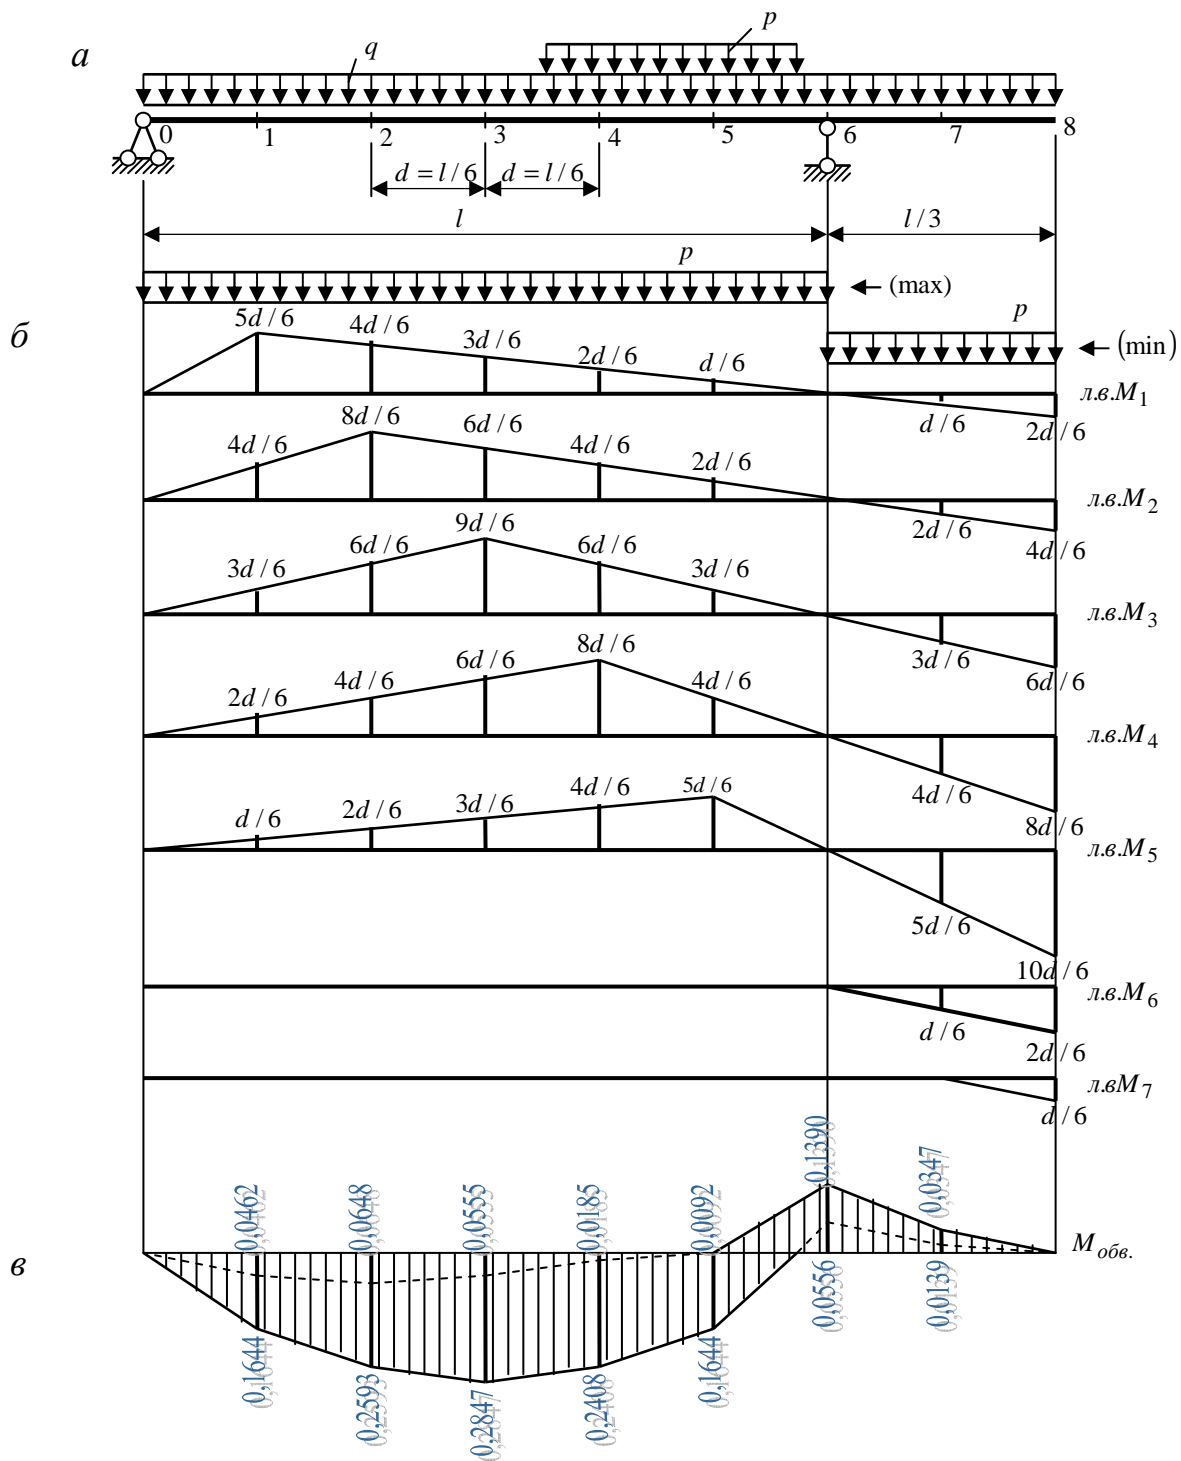 p
а
q
0 1 2 3 4 5 6 7 8
d = l / 6 d = l / 6
l l / 3
p
(max)
б
5d / 6 4d / 6 3d / 6 2d / 6 d / 6
p
(min)
л.в.M1
d / 6 2d / 6
4d / 6 8d / 6 6d / 6 4d / 6 2d / 6
л.в.M2
2d / 6 4d / 6
3d / 6 6d / 6 9d / 6 6d / 6 3d / 6
л.в.M3
3d / 6 6d / 6
2d / 6 4d / 6 6d / 6 8d / 6 4d / 6
л.в.M4
4d / 6 8d / 6
d / 6 2d / 6 3d / 6 4d / 6 5d / 6
л.в.M5
5d / 6 10d / 6
л.в.M6
d / 6 2d / 6
л.вM7
d / 6
0,0462 0,0648 0,0555 0,0185 0,0092 0,1390 0,0347
Mобв.
в
0,1644 0,2593 0,2847 0,2408 0,1644 0,0556 0,0139